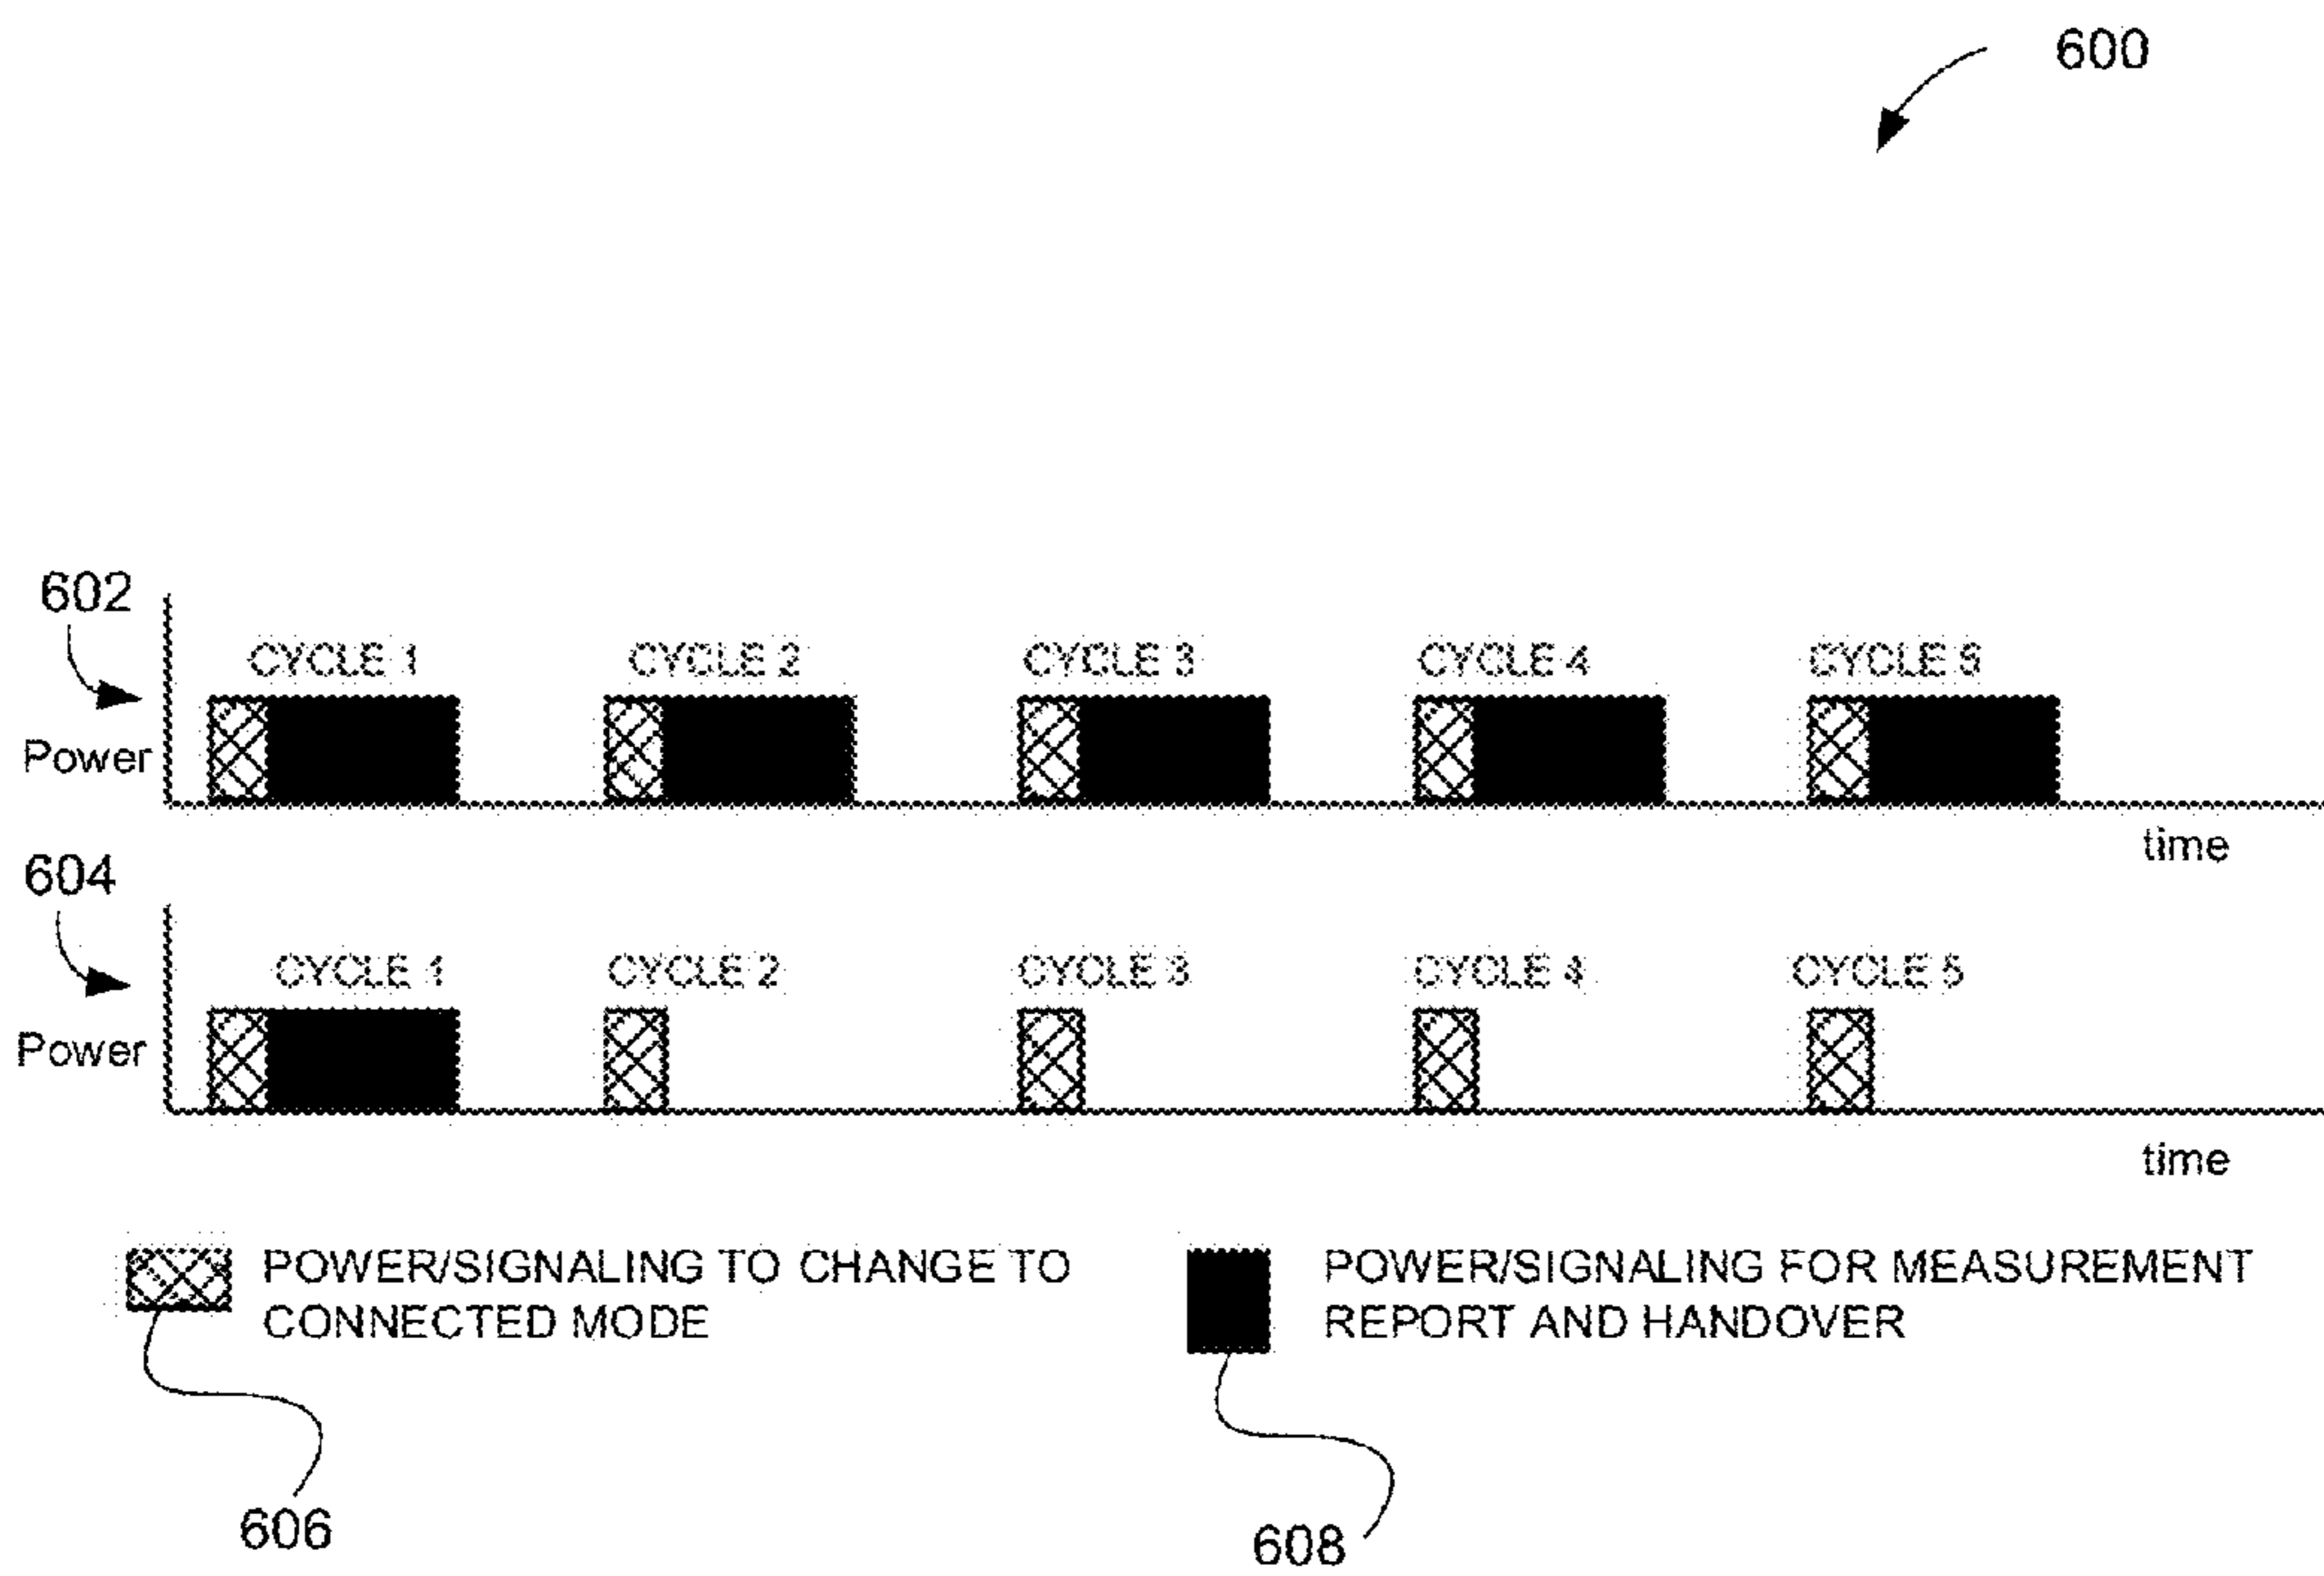 600
602
CYCLE 1 CYCLE 2 CYCLE 3 CYCLE 4 CYCLE 5
Power
time
604
CYCLE 1 CYCLE 2 CYCLE 3 CYCLE 4 CYCLE 5
Power
time
POWER/SIGNALING TO CHANGE TO
CONNECTED MODE
POWER/SIGNALING FOR MEASUREMENT
REPORT AND HANDOVER
606
608